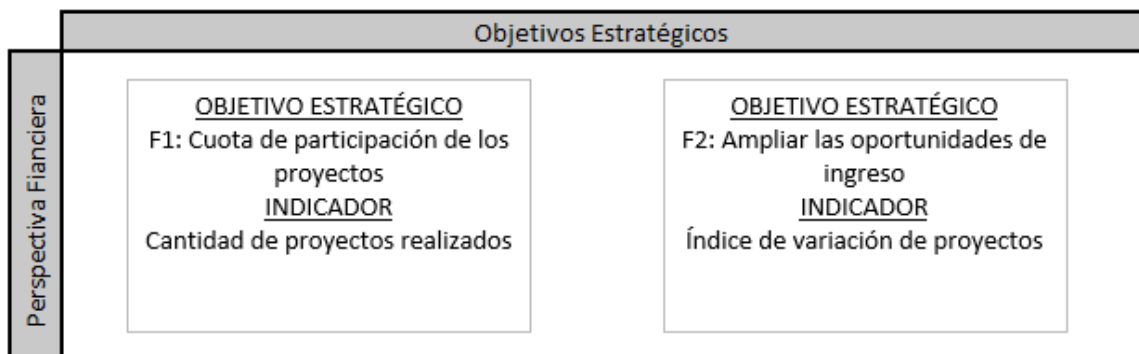 Objetivos Estratégicos
Perspectiva Fianciera
OBJETIVO ESTRATÉGICO
F1: Cuota de participación de los
proyectos
INDICADOR
Cantidad de proyectos realizados
OBJETIVO ESTRATÉGICO
F2: Ampliar las oportunidades de
ingreso
INDICADOR
Índice de variación de proyectos